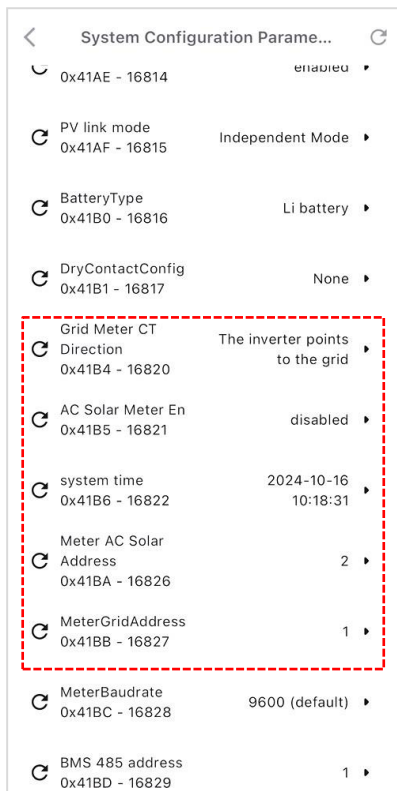 System Configuration Parame...
enabled
0x41AE - 16814
PV link mode
0x41AF - 16815
Independent Mode
BatteryType
0x41B0 - 16816
Li battery
DryContactConfig
0x41B1 - 16817
None
Grid Meter CT
Direction
0x41B4 - 16820
The inverter points
to the grid
AC Solar Meter En
0x41B5 - 16821
disabled
system time
0x41B6 - 16822
2024-10-16
10:18:31
Meter AC Solar
Address
0x41BA - 16826
2
MeterGridAddress
0x41BB - 16827
1
MeterBaudrate
0x41BC - 16828
9600 (default)
BMS 485 address
0x41BD - 16829
1